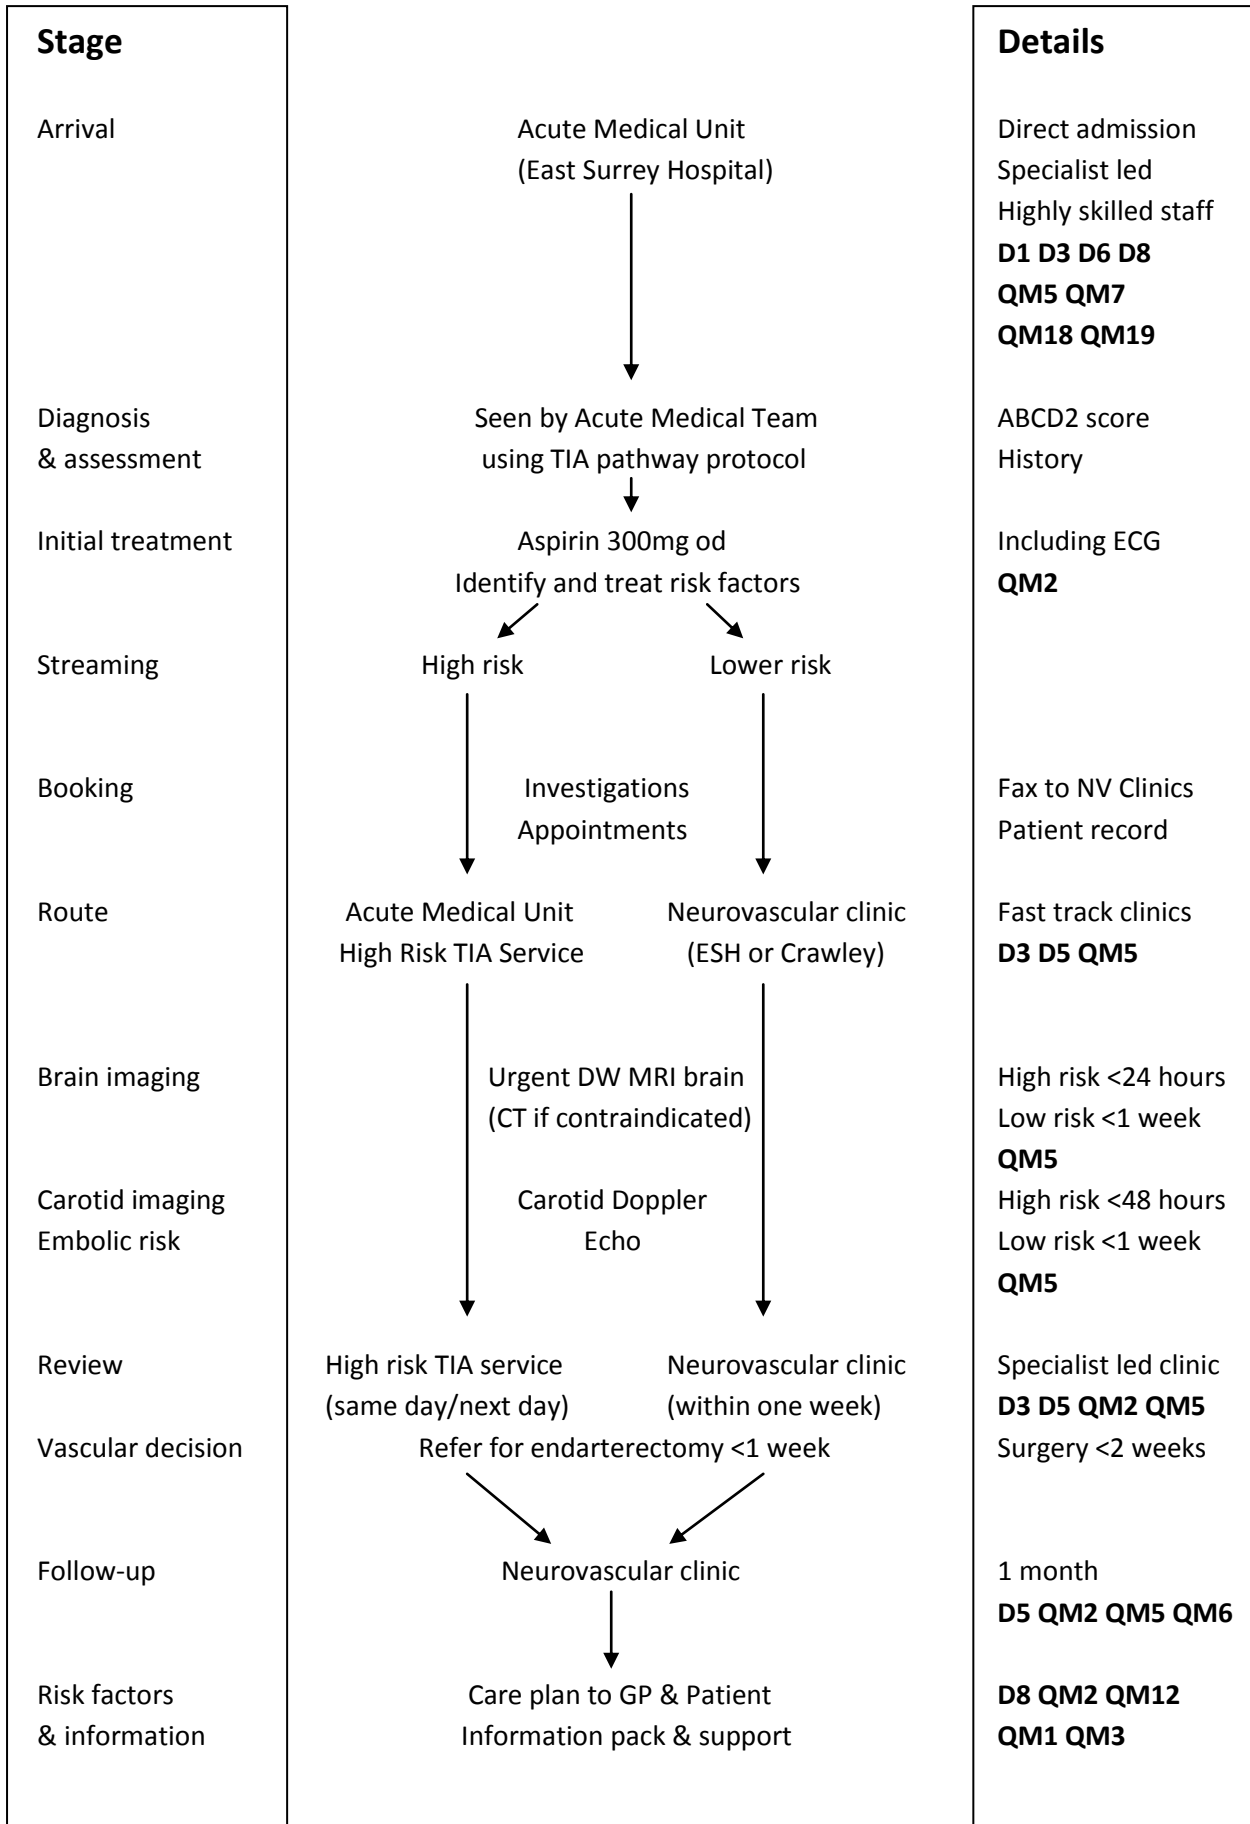 Stage
Details
Arrival
Acute Medical Unit
Direct admission
(East Surrey Hospital)
Specialist led
Highly skilled staff
D1 D3 D6 D8
QM5 QM7
QM18 QM19
Diagnosis
Seen by Acute Medical Team
ABCD2 score
& assessment
using TIA pathway protocol
History
Initial treatment
Aspirin 300mg od
Including ECG
Identify and treat risk factors
QM2
Streaming
High risk
Lower risk
Booking
Investigations
Fax to NV Clinics
Appointments
Patient record
Route
Acute Medical Unit
Neurovascular clinic
Fast track clinics
High Risk TIA Service
(ESH or Crawley)
D3 D5 QM5
Brain imaging
Urgent DW MRI brain
High risk <24 hours
(CT if contraindicated)
Low risk <1 week
QM5
Carotid imaging
Carotid Doppler
High risk <48 hours
Embolic risk
Echo
Low risk <1 week
QM5
Review
High risk TIA service
Neurovascular clinic
Specialist led clinic
(same day/next day)
(within one week)
D3 D5 QM2 QM5
Vascular decision
Refer for endarterectomy <1 week
Surgery <2 weeks
Follow-up
Neurovascular clinic
1 month
D5 QM2 QM5 QM6
Risk factors
Care plan to GP & Patient
D8 QM2 QM12
& information
Information pack & support
QM1 QM3